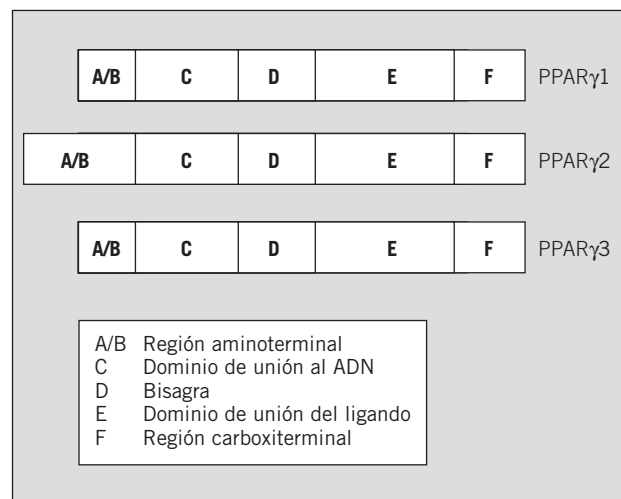 A/B C D E F PPARγ1
A/B C D E F PPARγ2
A/B C D E F PPARγ3
A/B Región aminoterminal
C Dominio de unión al ADN
D Bisagra
E Dominio de unión del ligando
F Región carboxiterminal